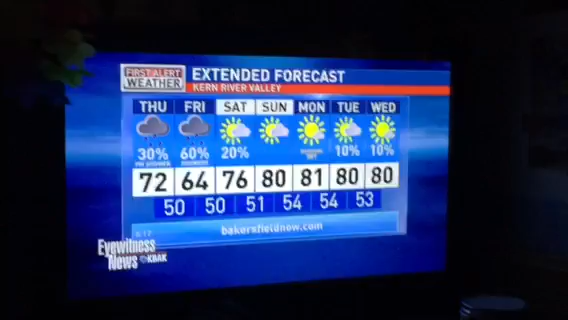 FIRST ALERT
WEATHER
EXTENDED FORECAST
KERN RIVER VALLEY
THU FRI SAT SUN MON TUE WED
30% 60% 20% 10% 10%
72 64 76 80 81 80 80
50 50 51 54 54 53
bakersfieldnow.com
Eyewitness
News KBAK